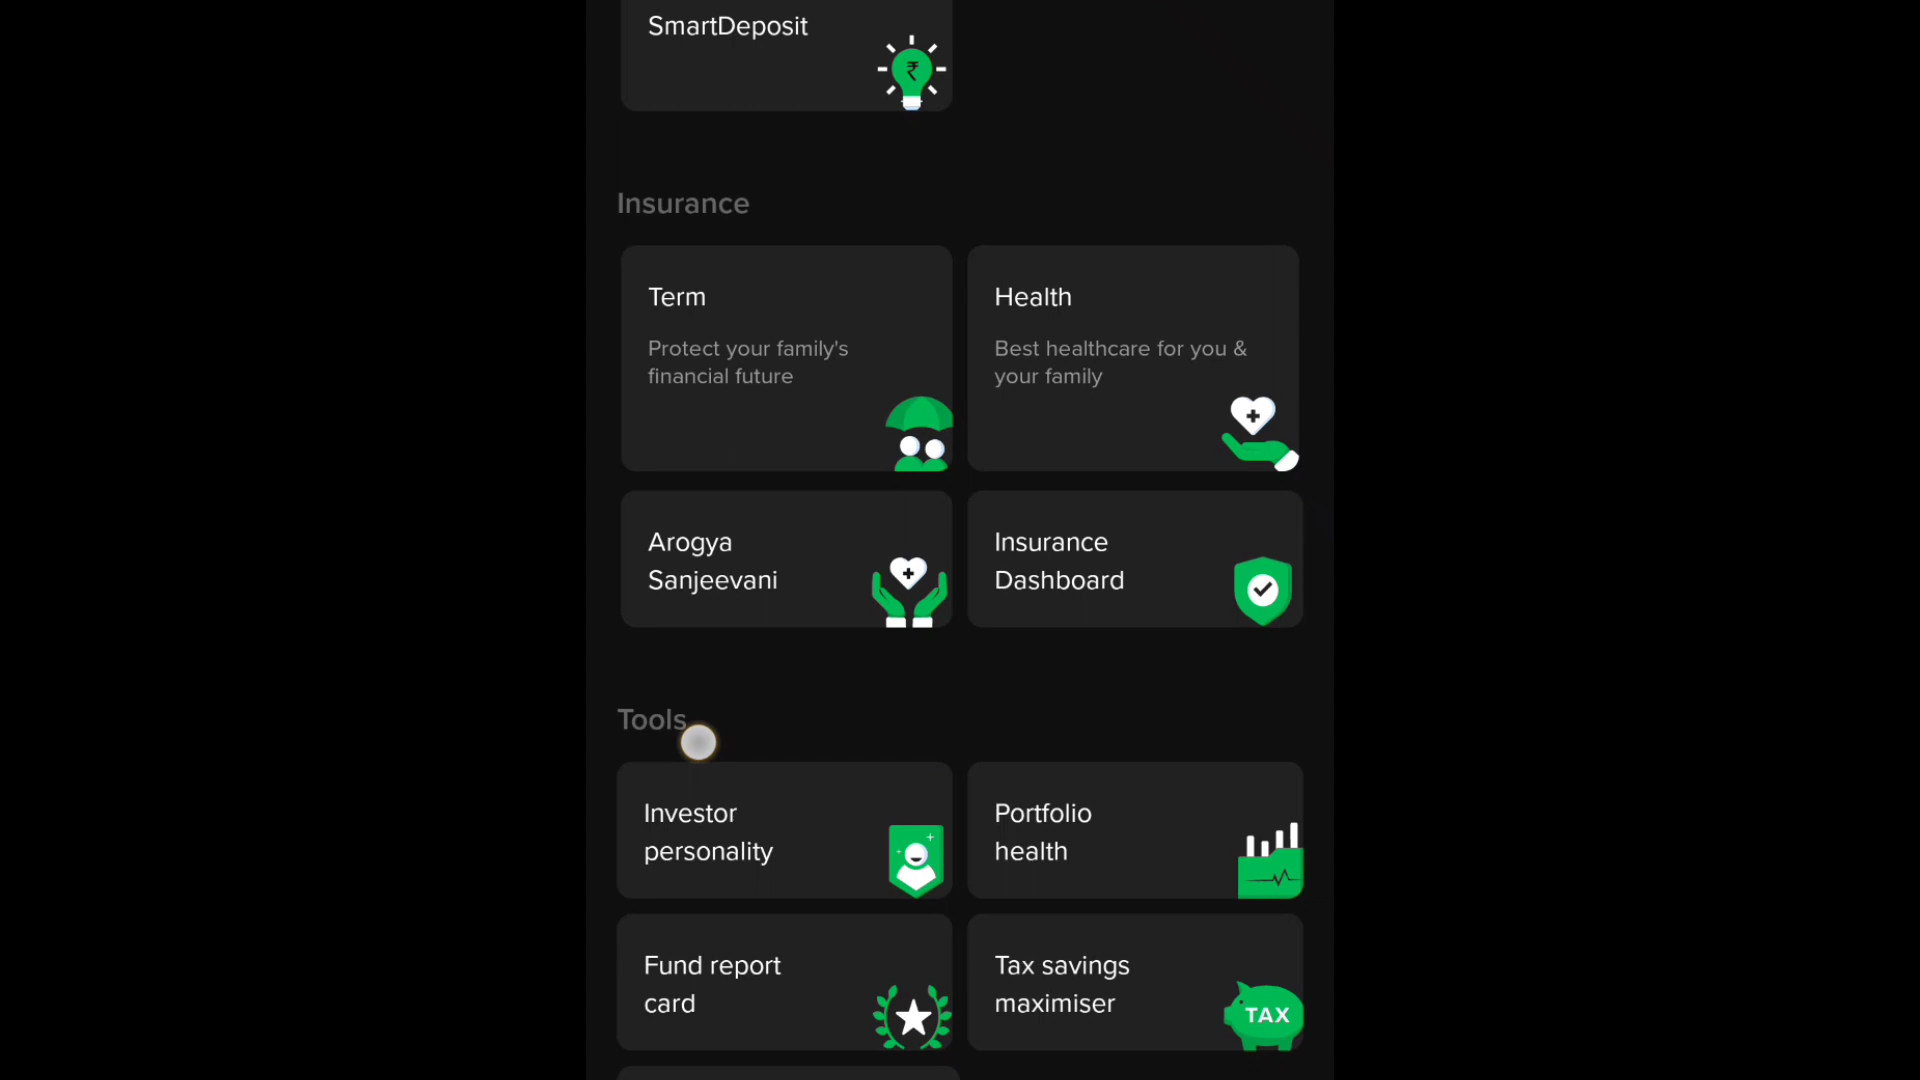 SmartDeposit
₹
Insurance
Term
Protect your family's
financial future
Health
Best healthcare for you &
your family
Arogya
Sanjeevani
Insurance
Dashboard
Tools
Investor
personality
Portfolio
health
Fund report
card
Tax savings
maximiser
TAX